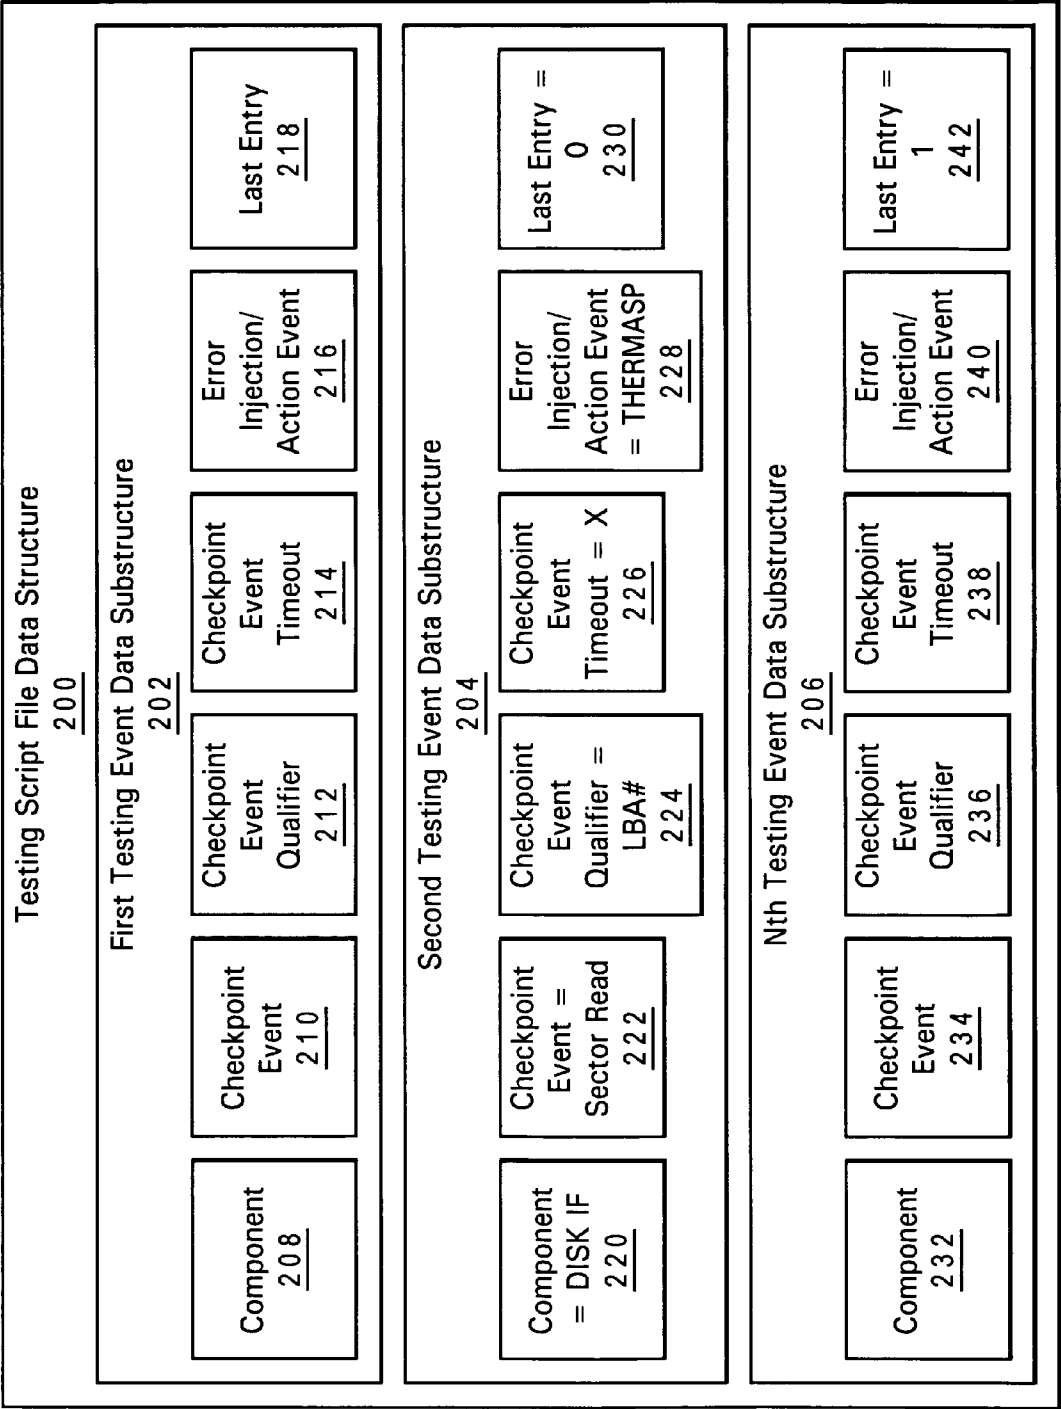 Testing Script File Data Structure
200
First Testing Event Data Substructure
202
Component
208
Checkpoint
Event
210
Checkpoint
Event
Qualifier
212
Checkpoint
Event
Timeout
214
Error
Injection/
Action Event
216
Last Entry
218
Second Testing Event Data Substructure
204
Component
= DISK IF
220
Checkpoint
Event =
Sector Read
222
Checkpoint
Event
Qualifier =
LBA#
224
Checkpoint
Event
Timeout = X
226
Error
Injection/
Action Event
= THERMASP
228
Last Entry =
0
230
Nth Testing Event Data Substructure
206
Component
232
Checkpoint
Event
234
Checkpoint
Event
Qualifier
236
Checkpoint
Event
Timeout
238
Error
Injection/
Action Event
240
Last Entry =
1
242